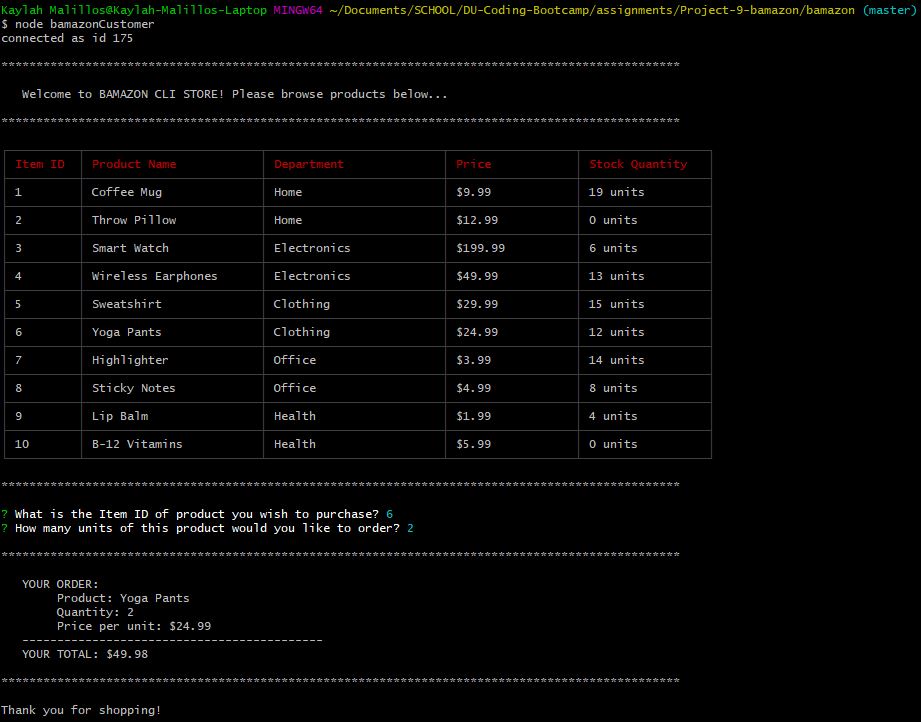 Kaylah Malillos@Kaylah-Malillos-Laptop MINGW64 ~/Documents/SCHOOL/DU-Coding-Bootcamp/assignments/Project-9-bamazon/bamazon (master)
$ node bamazonCustomer
connected as id 175
*************************************************************************************************
Welcome to BAMAZON CLI STORE! Please browse products below...
*************************************************************************************************
Item ID Product Name Department Price Stock Quantity
1 Coffee Mug Home $9.99 19 units
2 Throw Pillow Home $12.99 0 units
3 Smart Watch Electronics $199.99 6 units
4 Wireless Earphones Electronics $49.99 13 units
5 Sweatshirt Clothing $29.99 15 units
6 Yoga Pants Clothing $24.99 12 units
7 Highlighter Office $3.99 14 units
8 Sticky Notes Office $4.99 8 units
9 Lip Balm Health $1.99 4 units
10 B-12 Vitamins Health $5.99 0 units
*************************************************************************************************
? What is the Item ID of product you wish to purchase? 6
? How many units of this product would you like to order? 2
*************************************************************************************************
YOUR ORDER:
Product: Yoga Pants
Quantity: 2
Price per unit: $24.99
-------------------------------------------
YOUR TOTAL: $49.98
*************************************************************************************************
Thank you for shopping!